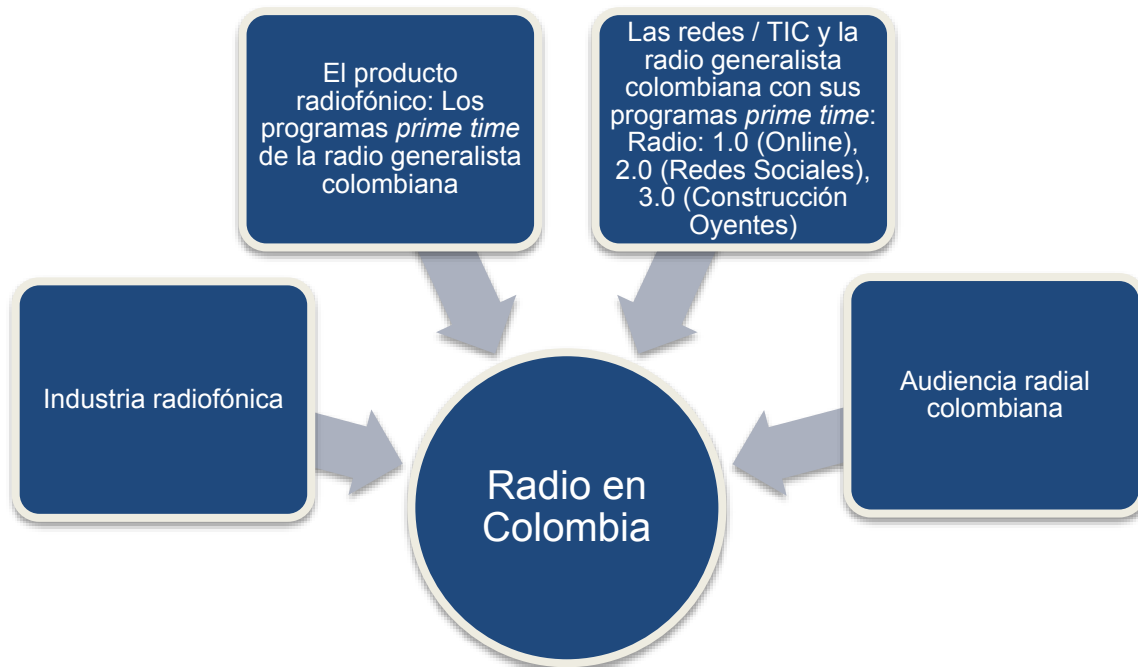 El producto
radiofónico: Los
programas prime time
de la radio generalista
colombiana
Las redes / TIC y la
radio generalista
colombiana con sus
programas prime time:
Radio: 1.0 (Online),
2.0 (Redes Sociales),
3.0 (Construcción
Oyentes)
Industria radiofónica
Audiencia radial
colombiana
Radio en
Colombia